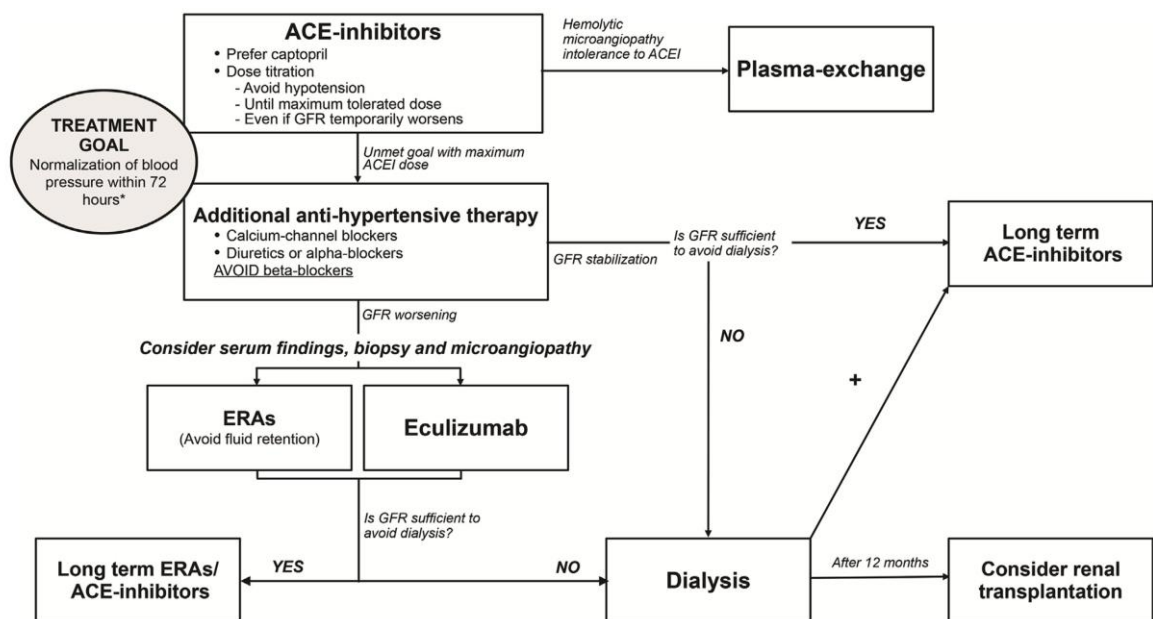 ACE-inhibitors
• Prefer captopril
• Dose titration
- Avoid hypotension
- Until maximum tolerated dose
- Even if GFR temporarily worsens
Hemolytic
microangiopathy
intolerance to ACEI
Plasma-exchange
TREATMENT
GOAL
Normalization of blood
pressure within 72
hours*
Unmet goal with maximum
ACEI dose
Additional anti-hypertensive therapy
• Calcium-channel blockers
• Diuretics or alpha-blockers
AVOID beta-blockers
GFR stabilization
Is GFR sufficient
to avoid dialysis?
YES
Long term
ACE-inhibitors
NO
GFR worsening
Consider serum findings, biopsy and microangiopathy
ERAs
(Avoid fluid retention)
Eculizumab
+
Is GFR sufficient to
avoid dialysis?
Long term ERAs/
ACE-inhibitors
YES
NO
Dialysis
After 12 months
Consider renal
transplantation